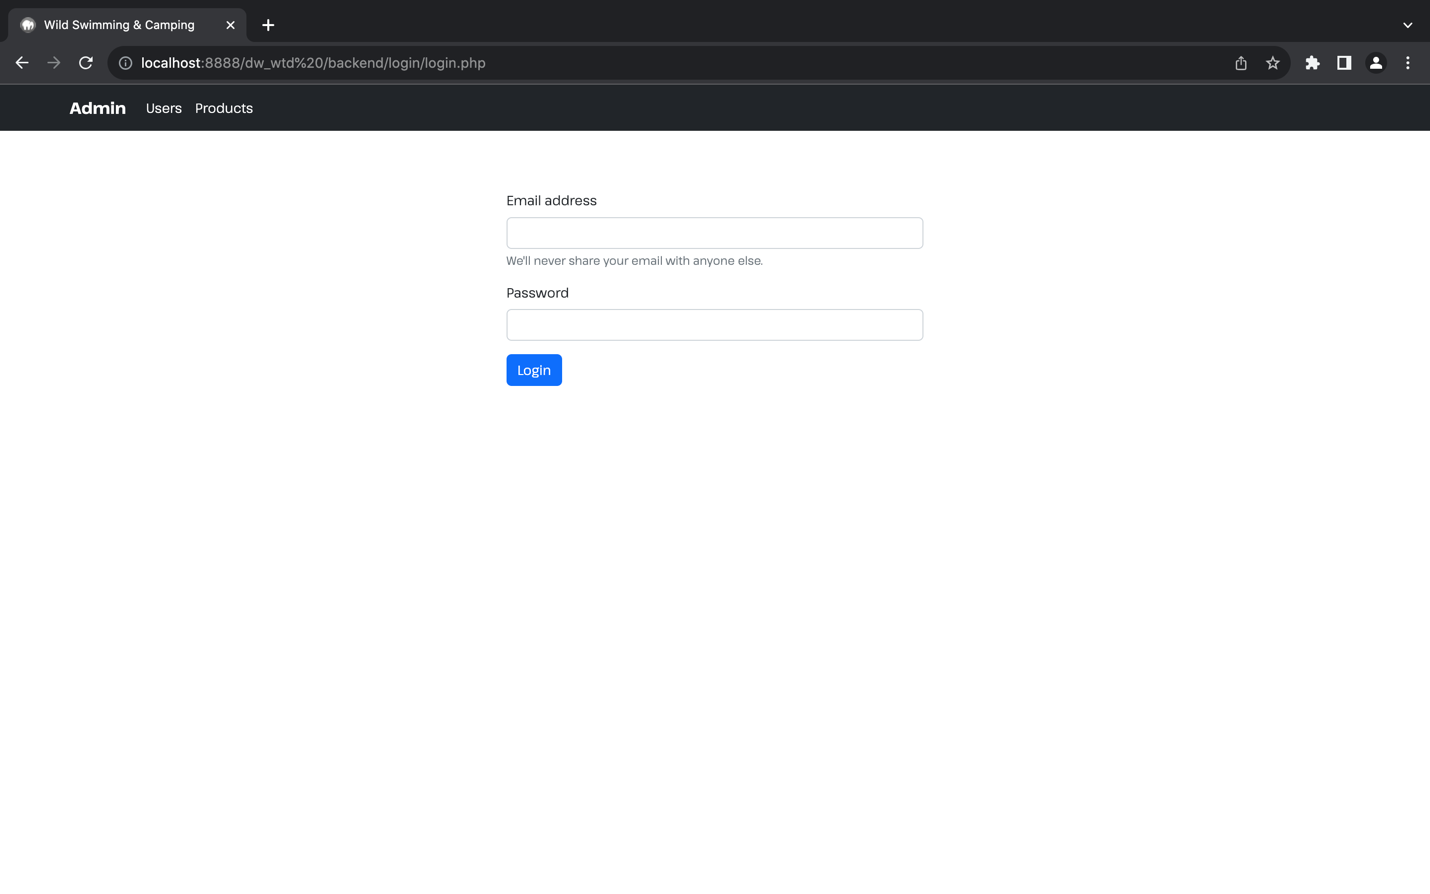 Wild Swimming & Camping
localhost:8888/dw_wtd%20/backend/login/login.php
Admin Users Products
Email address
We'll never share your email with anyone else.
Password
Login